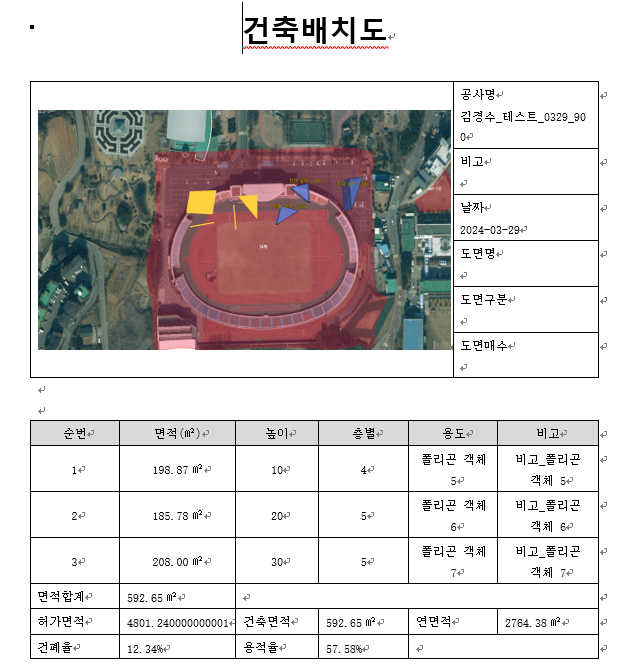 건축배치도
공사명
김경수_테스트_0329_90
0
비고
날짜
2024-03-29
도면명
도면구분
도면매수
순번 면적(㎡) 높이 층별 용도 비고
1 198.87 ㎡ 10 4 폴리곤 객체 5 비고_폴리곤 객체 5
2 185.78 ㎡ 20 5 폴리곤 객체 6 비고_폴리곤 객체 6
3 208.00 ㎡ 30 5 폴리곤 객체 7 비고_폴리곤 객체 7
면적합계 592.65 ㎡
허가면적 4801.240000000001 건축면적 592.65 ㎡ 연면적 2764.38 ㎡
건폐율 12.34% 용적율 57.58%